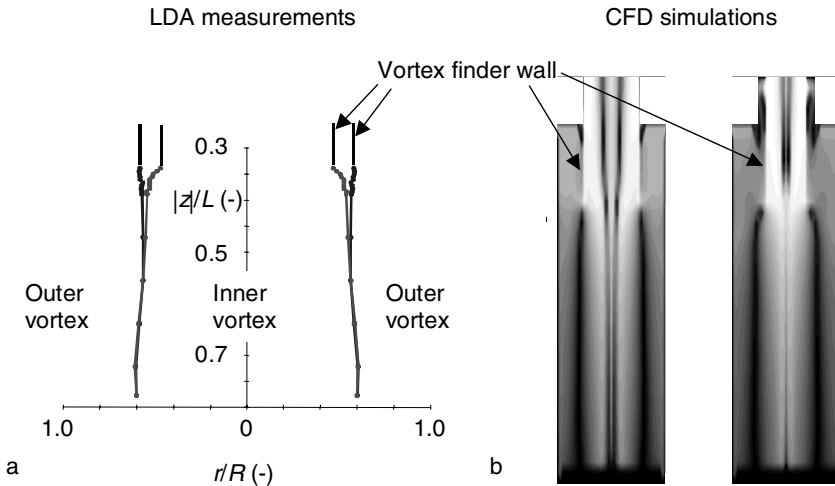 LDA measurements
CFD simulations
Vortex finder wall
0.3
|z|/L (-)
0.5
Outer vortex
Inner vortex
Outer vortex
0.7
1.0
0
1.0
a
r/R (-)
b